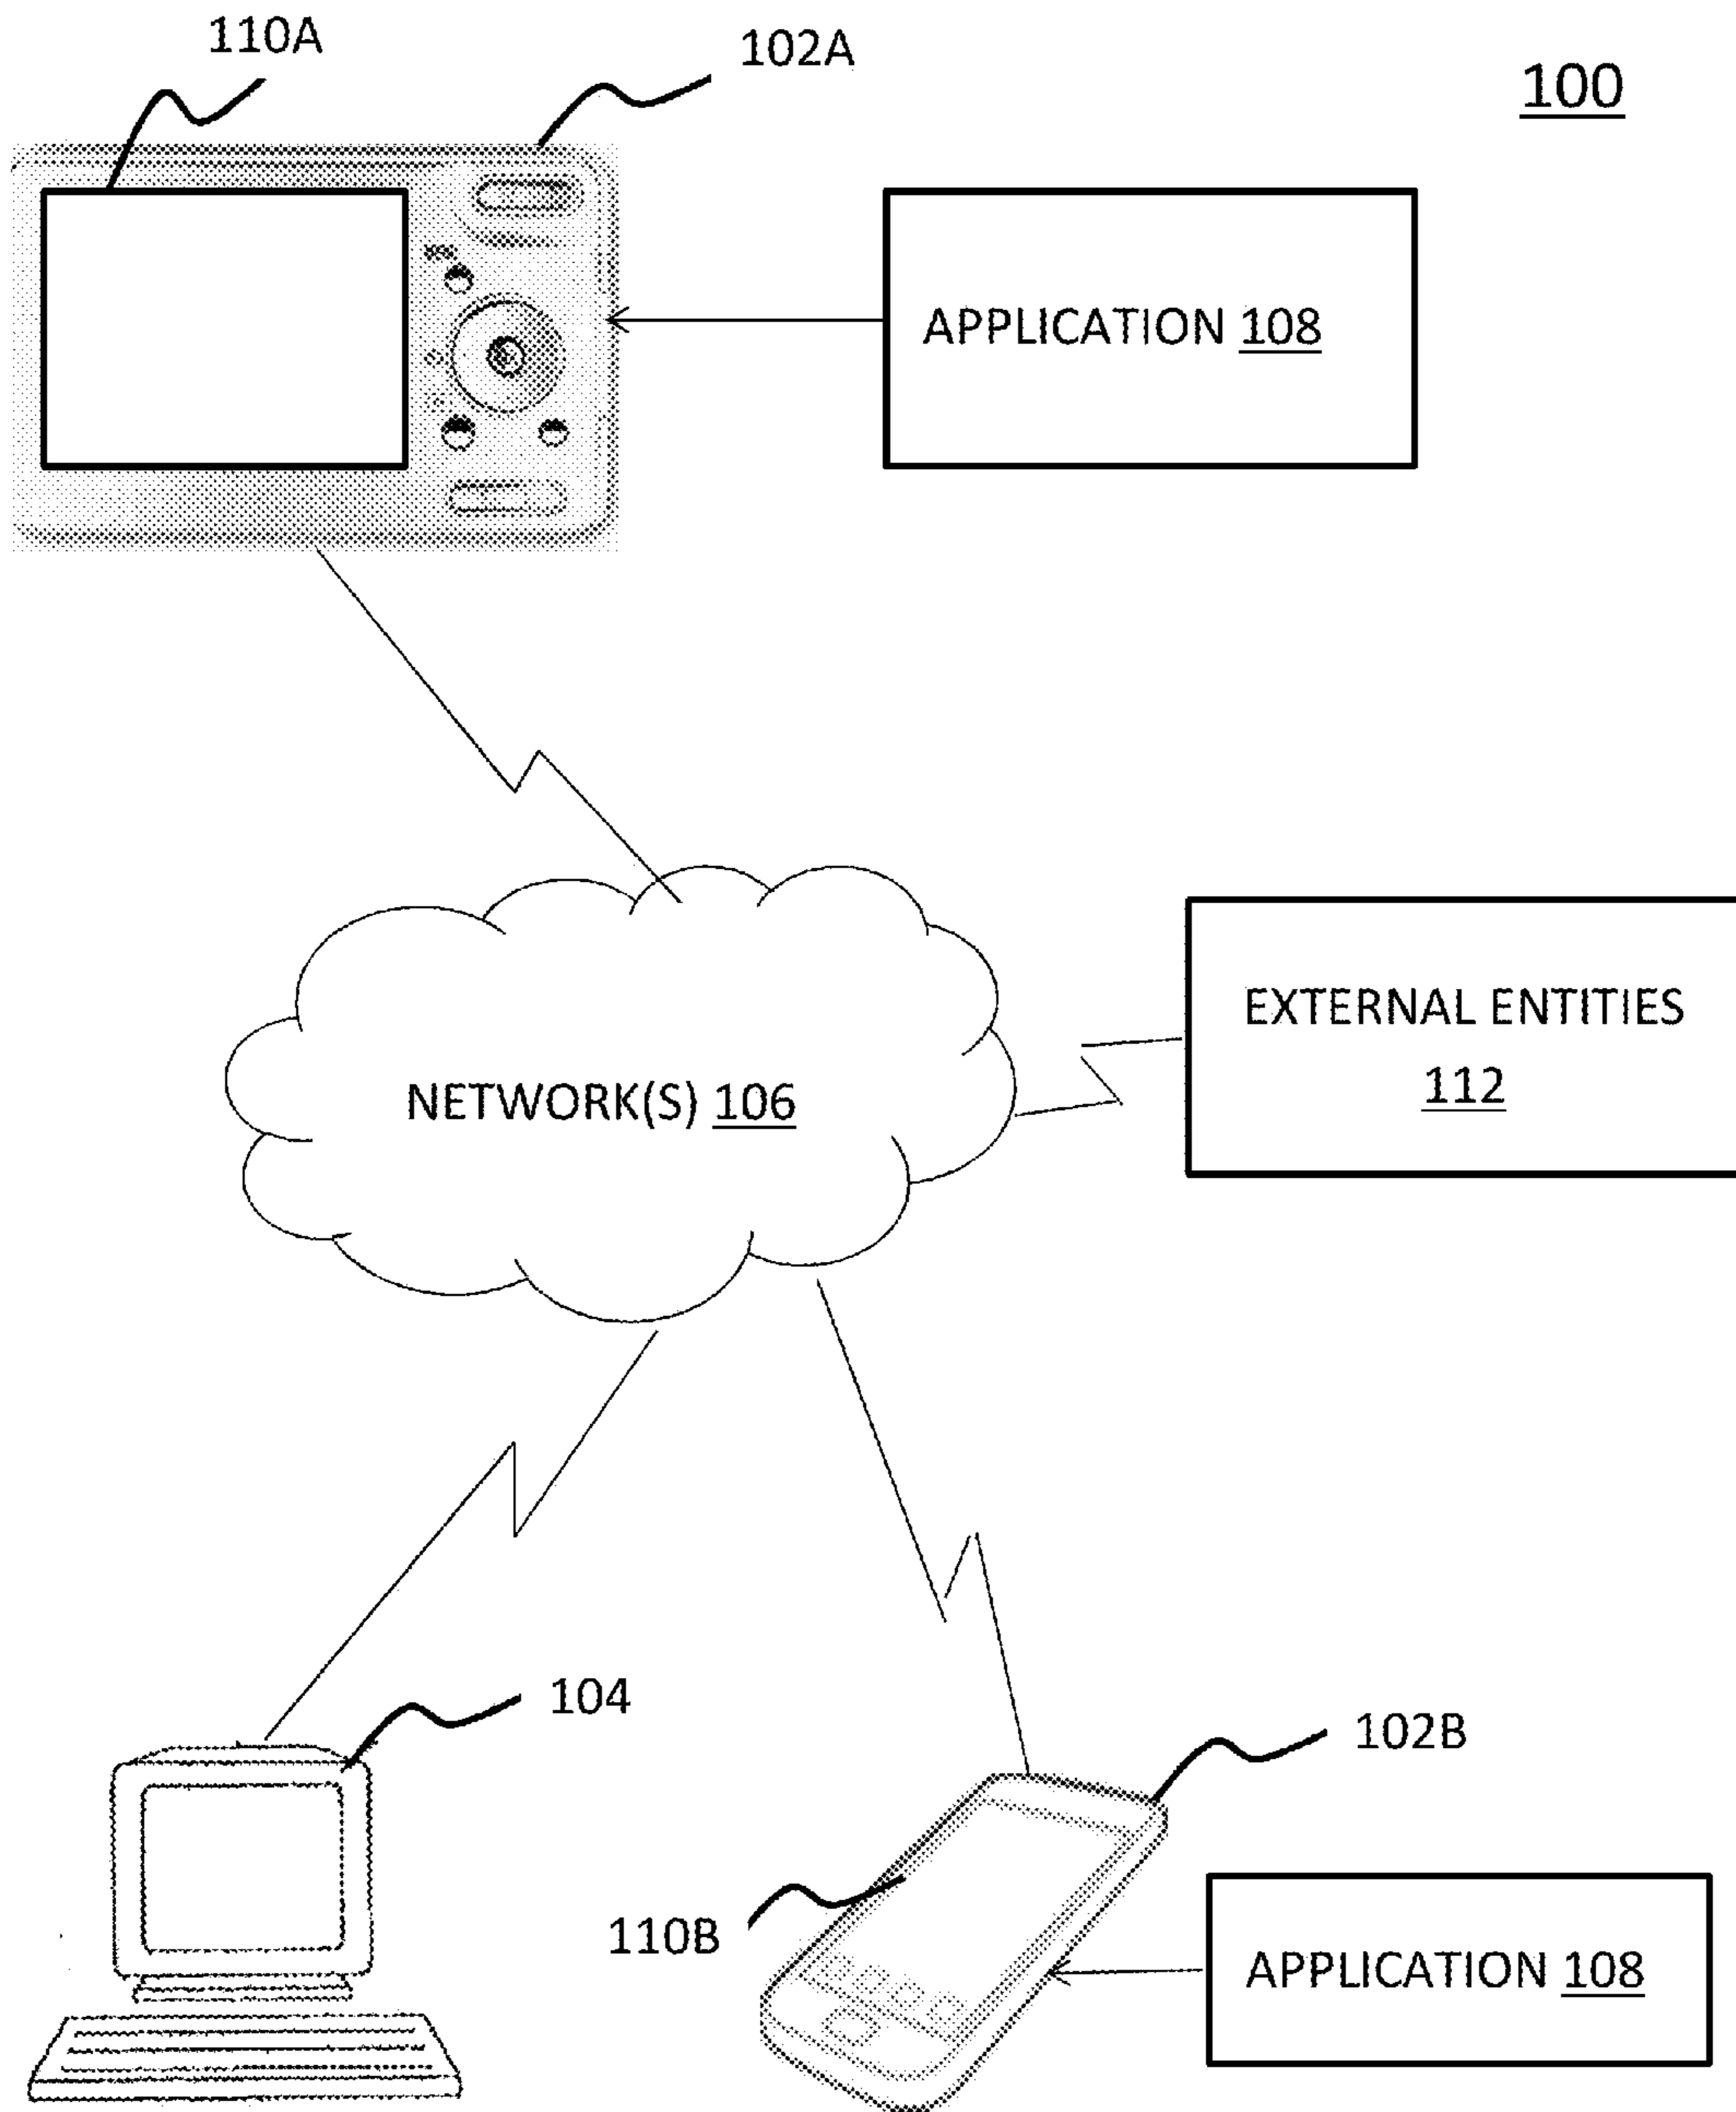 110A
102A
100
APPLICATION 108
EXTERNAL ENTITIES
112
NETWORK(S) 106
104
102B
110B
APPLICATION 108